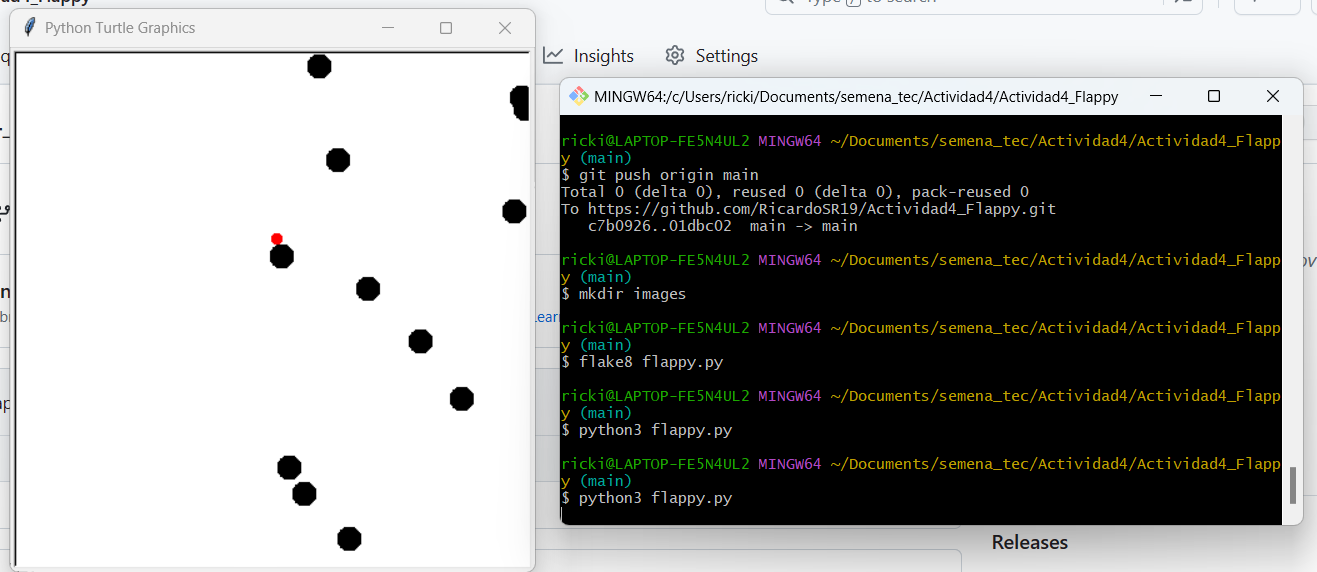 Python Turtle Graphics
Type / to search
Insights
Settings
MINGW64:/c/Users/ricki/Documents/semena_tec/Actividad4/Actividad4_Flappy
ricki@LAPTOP-FE5N4UL2 MINGW64 ~/Documents/semena_tec/Actividad4/Actividad4_Flapp
y (main)
$ git push origin main
Total 0 (delta 0), reused 0 (delta 0), pack-reused 0
To https://github.com/RicardoSR19/Actividad4_Flappy.git
c7b0926..01dbc02 main -> main
ricki@LAPTOP-FE5N4UL2 MINGW64 ~/Documents/semena_tec/Actividad4/Actividad4_Flapp
y (main)
$ mkdir images
ricki@LAPTOP-FE5N4UL2 MINGW64 ~/Documents/semena_tec/Actividad4/Actividad4_Flapp
y (main)
$ flake8 flappy.py
ricki@LAPTOP-FE5N4UL2 MINGW64 ~/Documents/semena_tec/Actividad4/Actividad4_Flapp
y (main)
$ python3 flappy.py
ricki@LAPTOP-FE5N4UL2 MINGW64 ~/Documents/semena_tec/Actividad4/Actividad4_Flapp
y (main)
$ python3 flappy.py
Releases